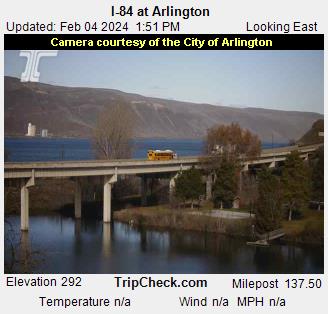 I-84 at Arlington
Updated: Feb 04 2024 1:51 PM Looking East
Camera courtesy of the City of Arlington
Elevation 292 TripCheck.com Milepost 137.50
Temperature n/a Wind n/a MPH n/a